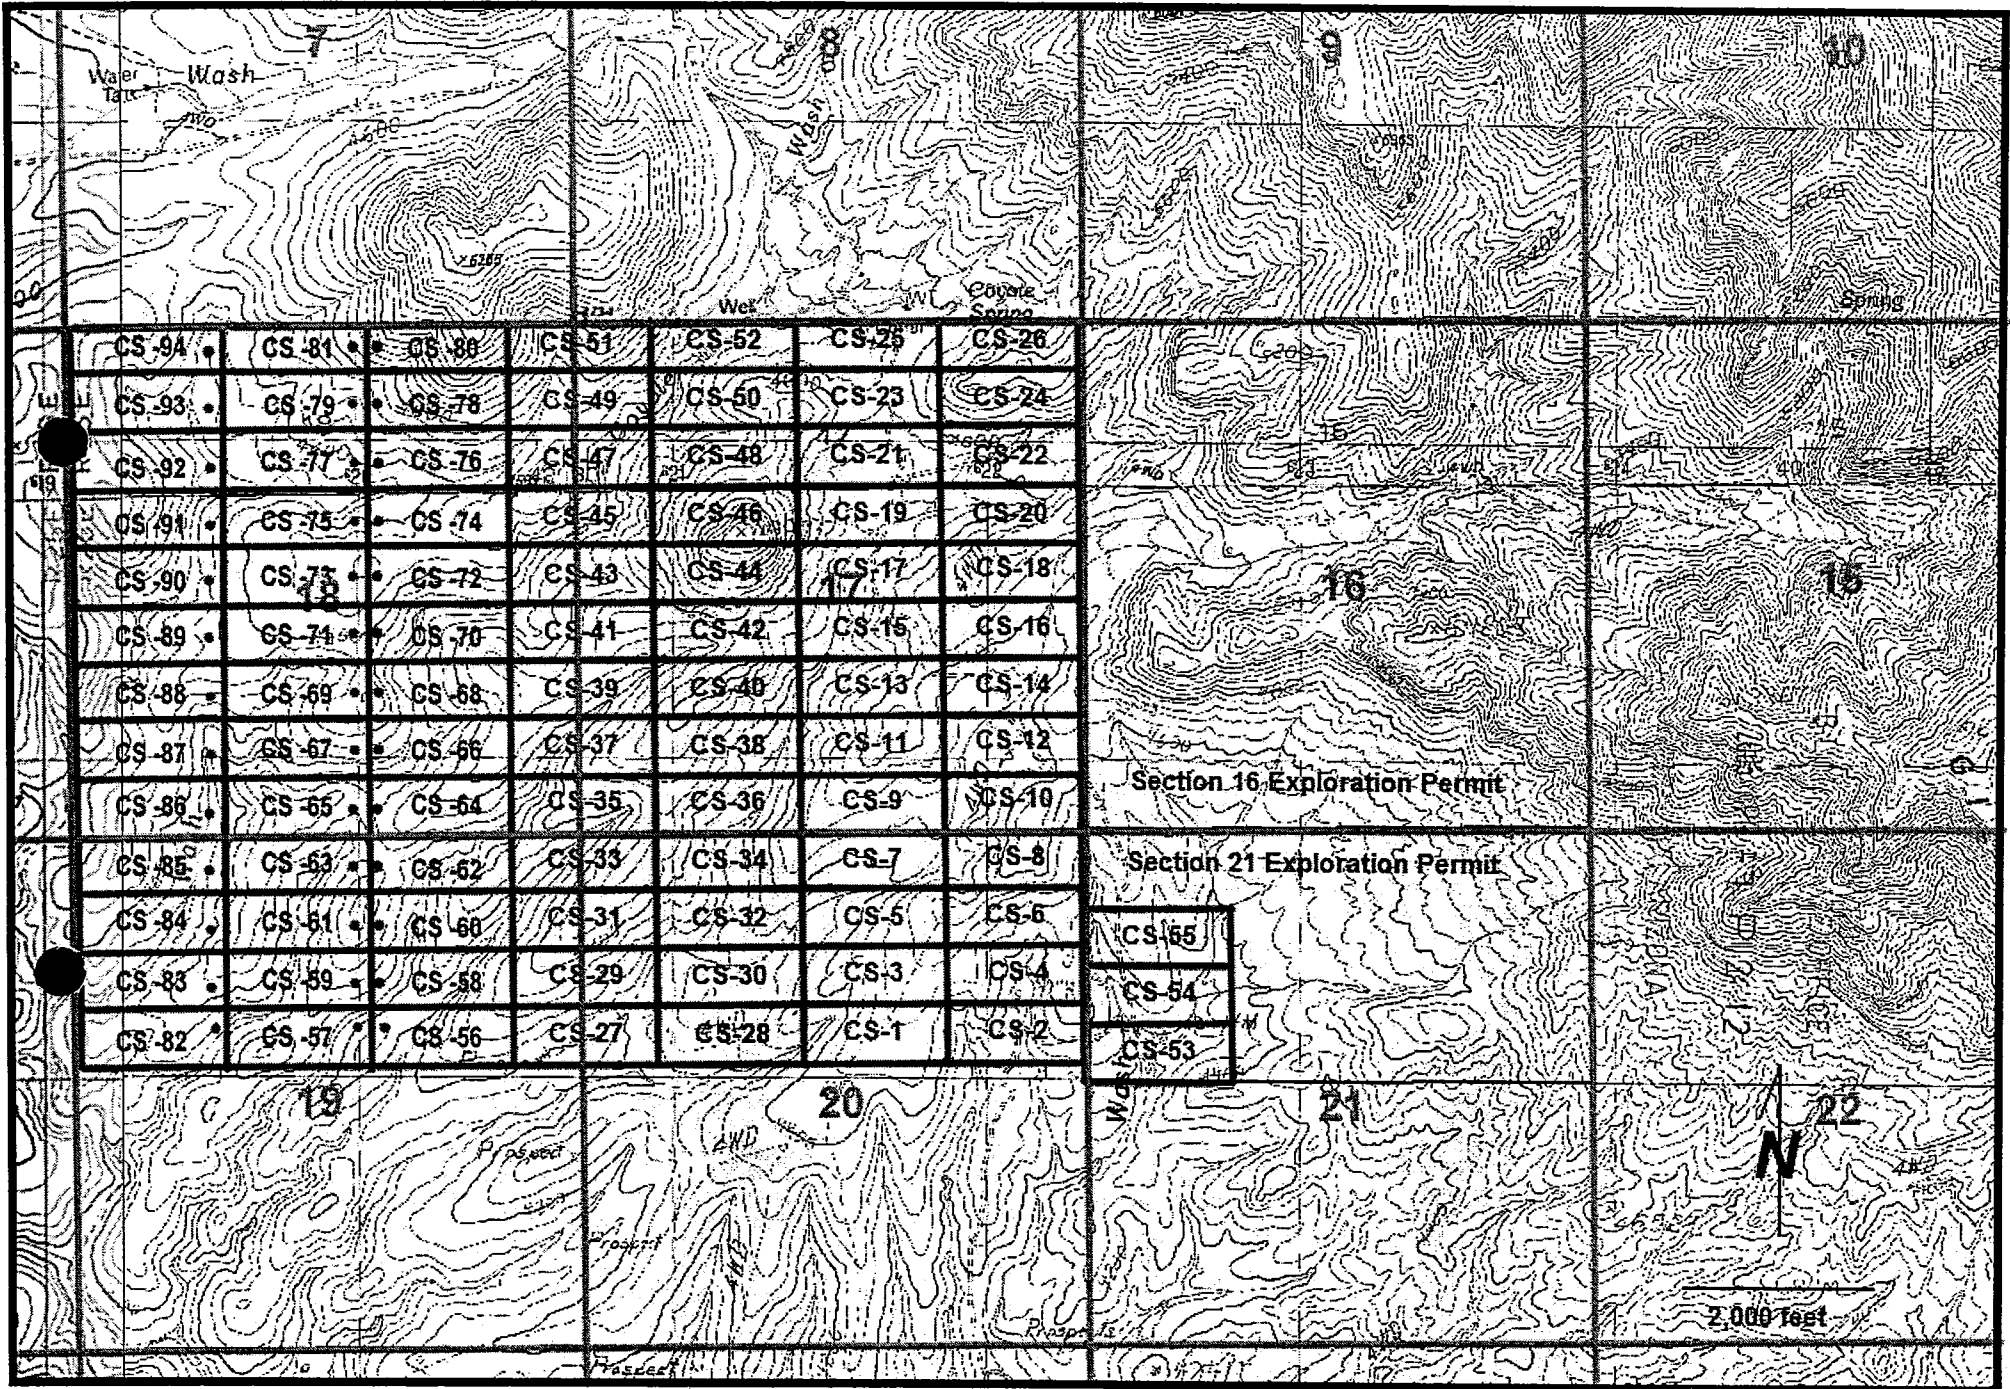 7
8
9
10
Water
Wash
Wash
×6285
Coyote
Spring
Spring
CS -94
CS -81
CS -80
CS-51
CS-52
CS-25
CS-26
CS -93
CS -79
CS -78
CS-49
CS-50
CS-23
CS-24
CS -92
CS -77
CS -76
CS-47
CS-48
CS-21
CS-22
CS -91
CS -75
CS -74
CS-45
CS-46
CS-19
CS-20
CS -90
CS -73
CS -72
CS-43
CS-44
CS-17
CS-18
18
17
16
15
CS -89
CS -71
CS -70
CS-41
CS-42
CS-15
CS-16
CS -88
CS -69
CS -68
CS-39
CS-40
CS-13
CS-14
CS -87
CS -67
CS -66
CS-37
CS-38
CS-11
CS-12
CS -86
CS -65
CS -64
CS-35
CS-36
CS-9
CS-10
Section 16 Exploration Permit
CS -85
CS -63
CS -62
CS-33
CS-34
CS-7
CS-8
Section 21 Exploration Permit
CS -84
CS -61
CS -60
CS-31
CS-32
CS-5
CS-6
CS-55
CS -83
CS -59
CS -58
CS-29
CS-30
CS-3
CS-4
CS-54
CS -82
CS -57
CS -56
CS-27
CS-28
CS-1
CS-2
CS-53
Wash
19
20
21
22
Prospect
4WD
N
Prospect
4WD
2,000 feet
Prospects
Prospect